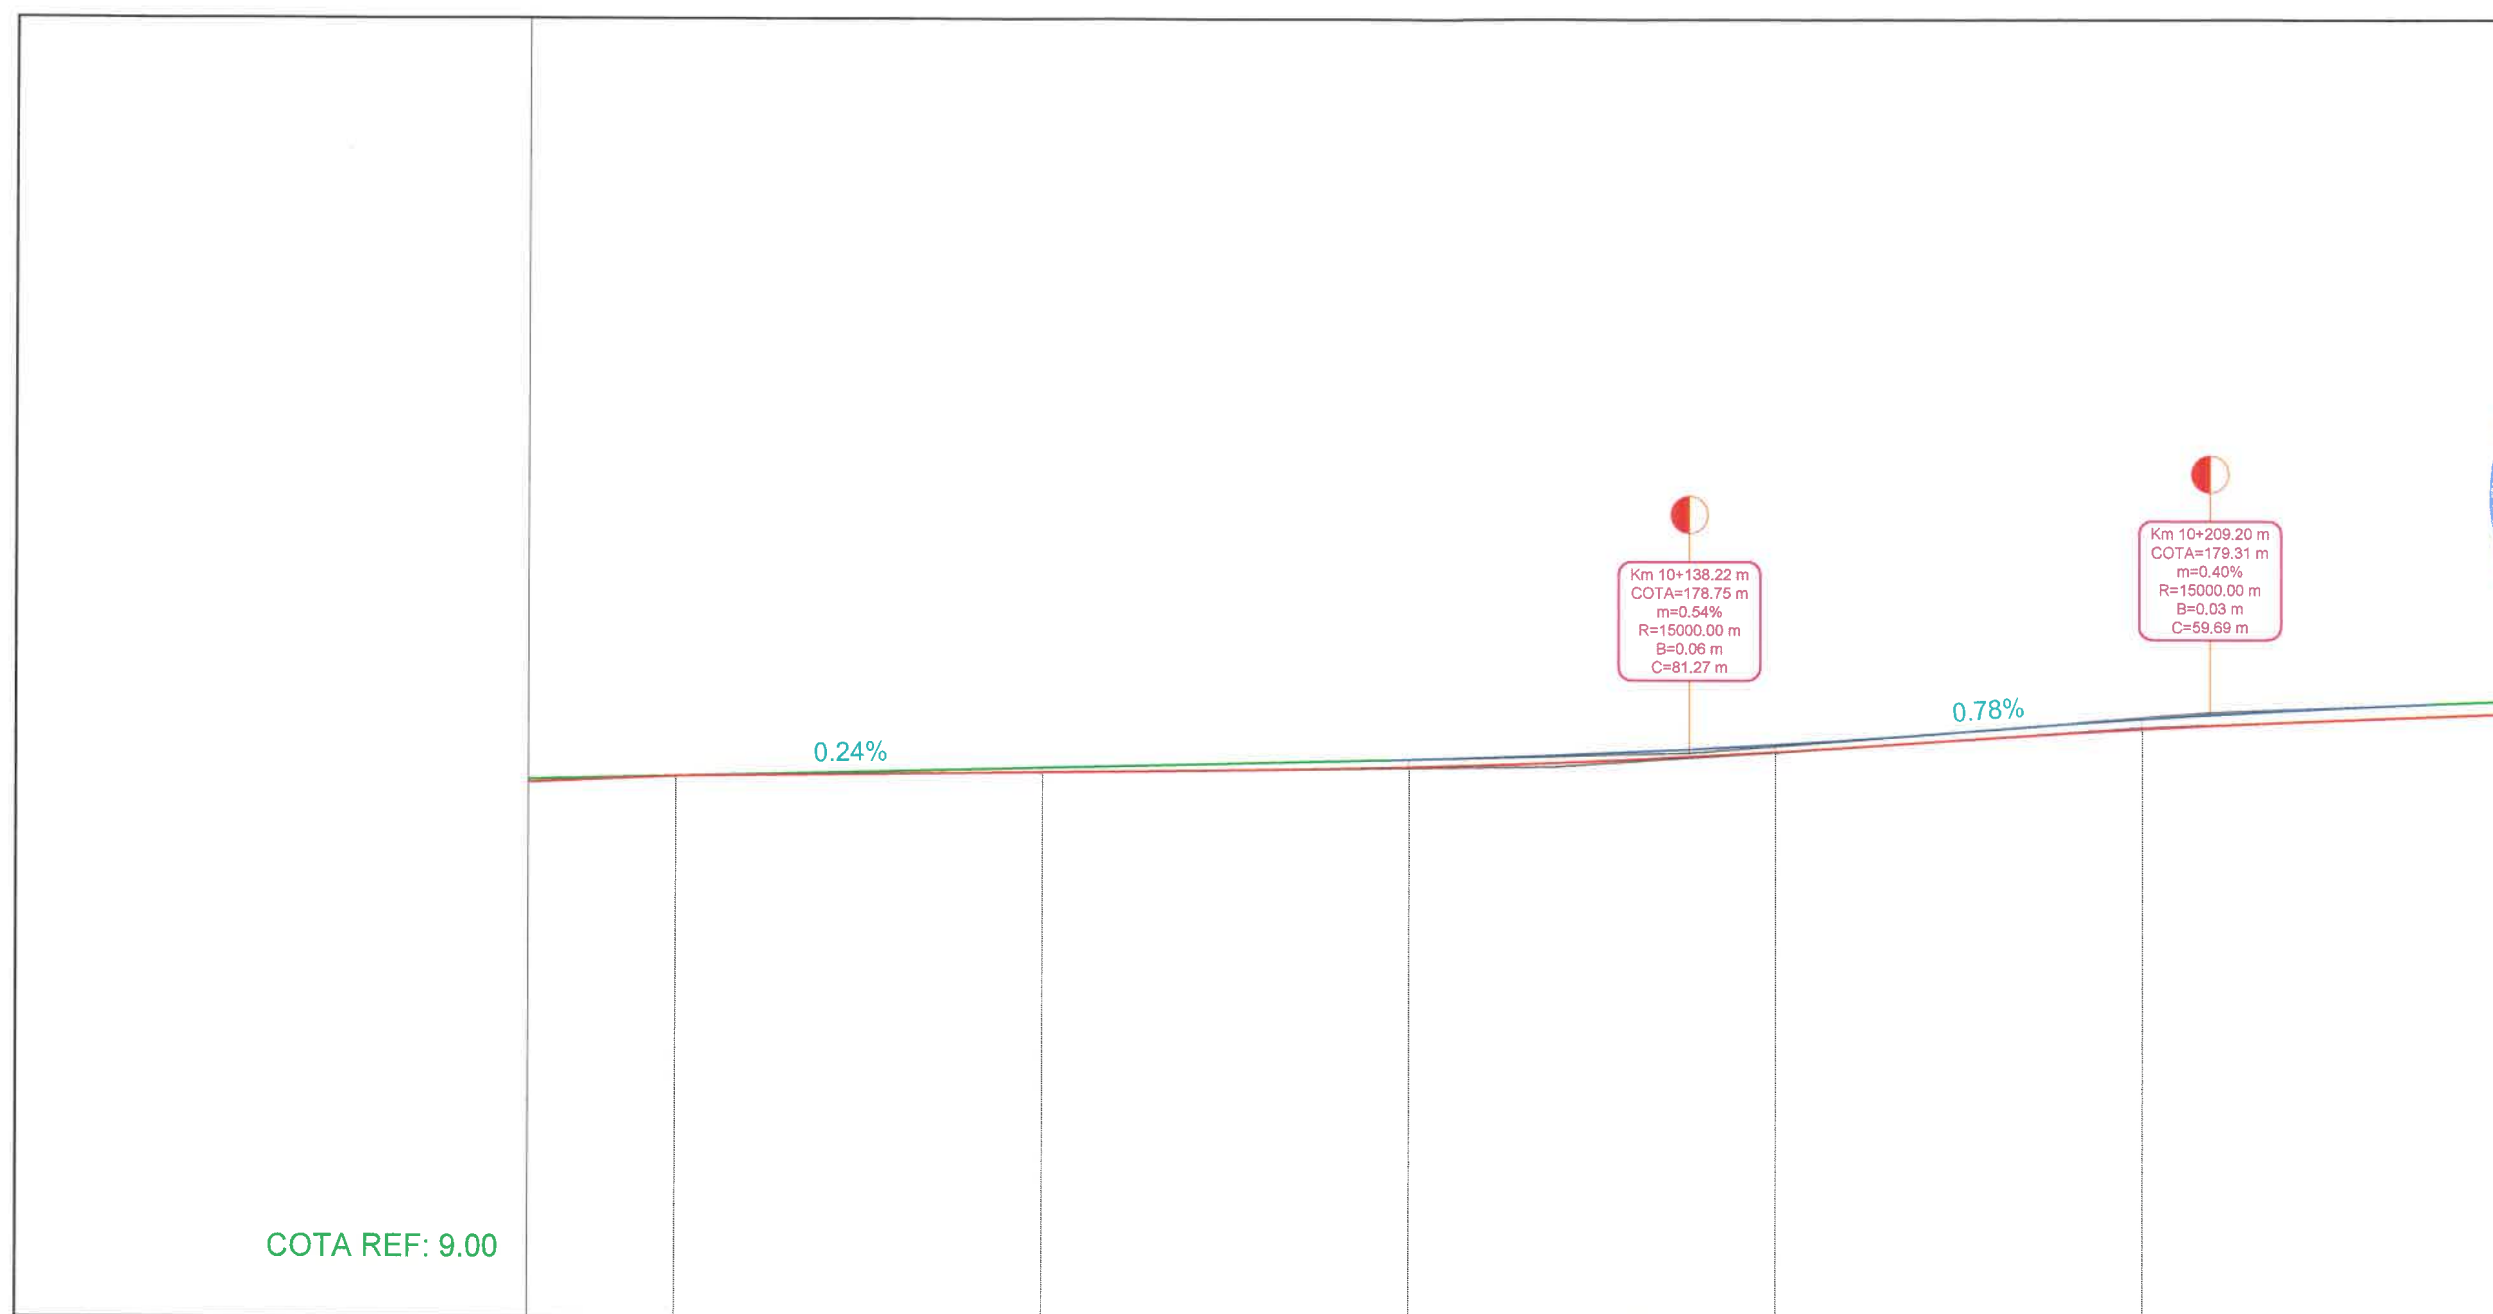 Km 10+209.20 m
COTA=179.31 m
m=0.40%
R=15000.00 m
B=0.03 m
C=59.69 m
Km 10+138.22 m
COTA=178.75 m
m=0.54%
R=15000.00 m
B=0.06 m
C=81.27 m
0.78%
0.24%
COTA REF: 9.00